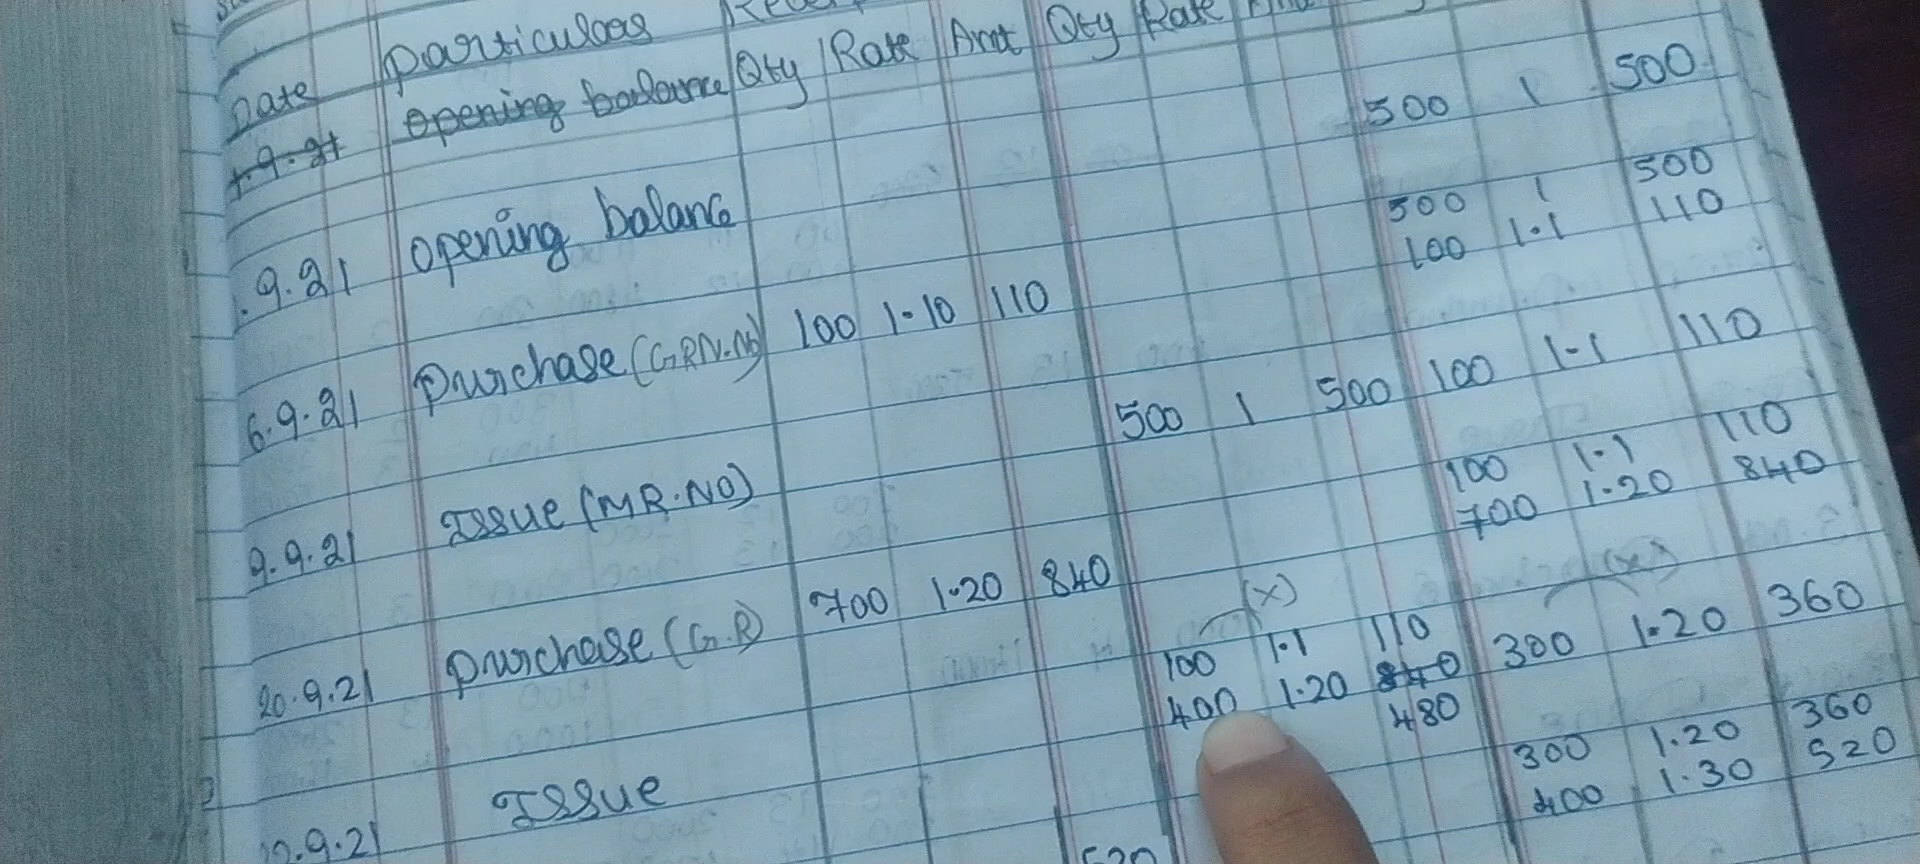 Date particulars Qty Rate Amt Qty Rate
1.9.21 opening balance
500 1 500
.9.21 opening balanc
500 1 500
100 1.1 110
6.9.21 purchase (GRN.No) 100 1.10 110
500 1 500 100 1-1 110
9.9.21 Issue (MR.NO)
100 1.1 110
700 1.20 840
20.9.21 purchase (G.R) 700 1.20 840
(x) (x)
100 1.1 110 300 1.20 360
400 1.20 840
480
300 1.20 360
400 1.30 520
.9.21 Issue
520